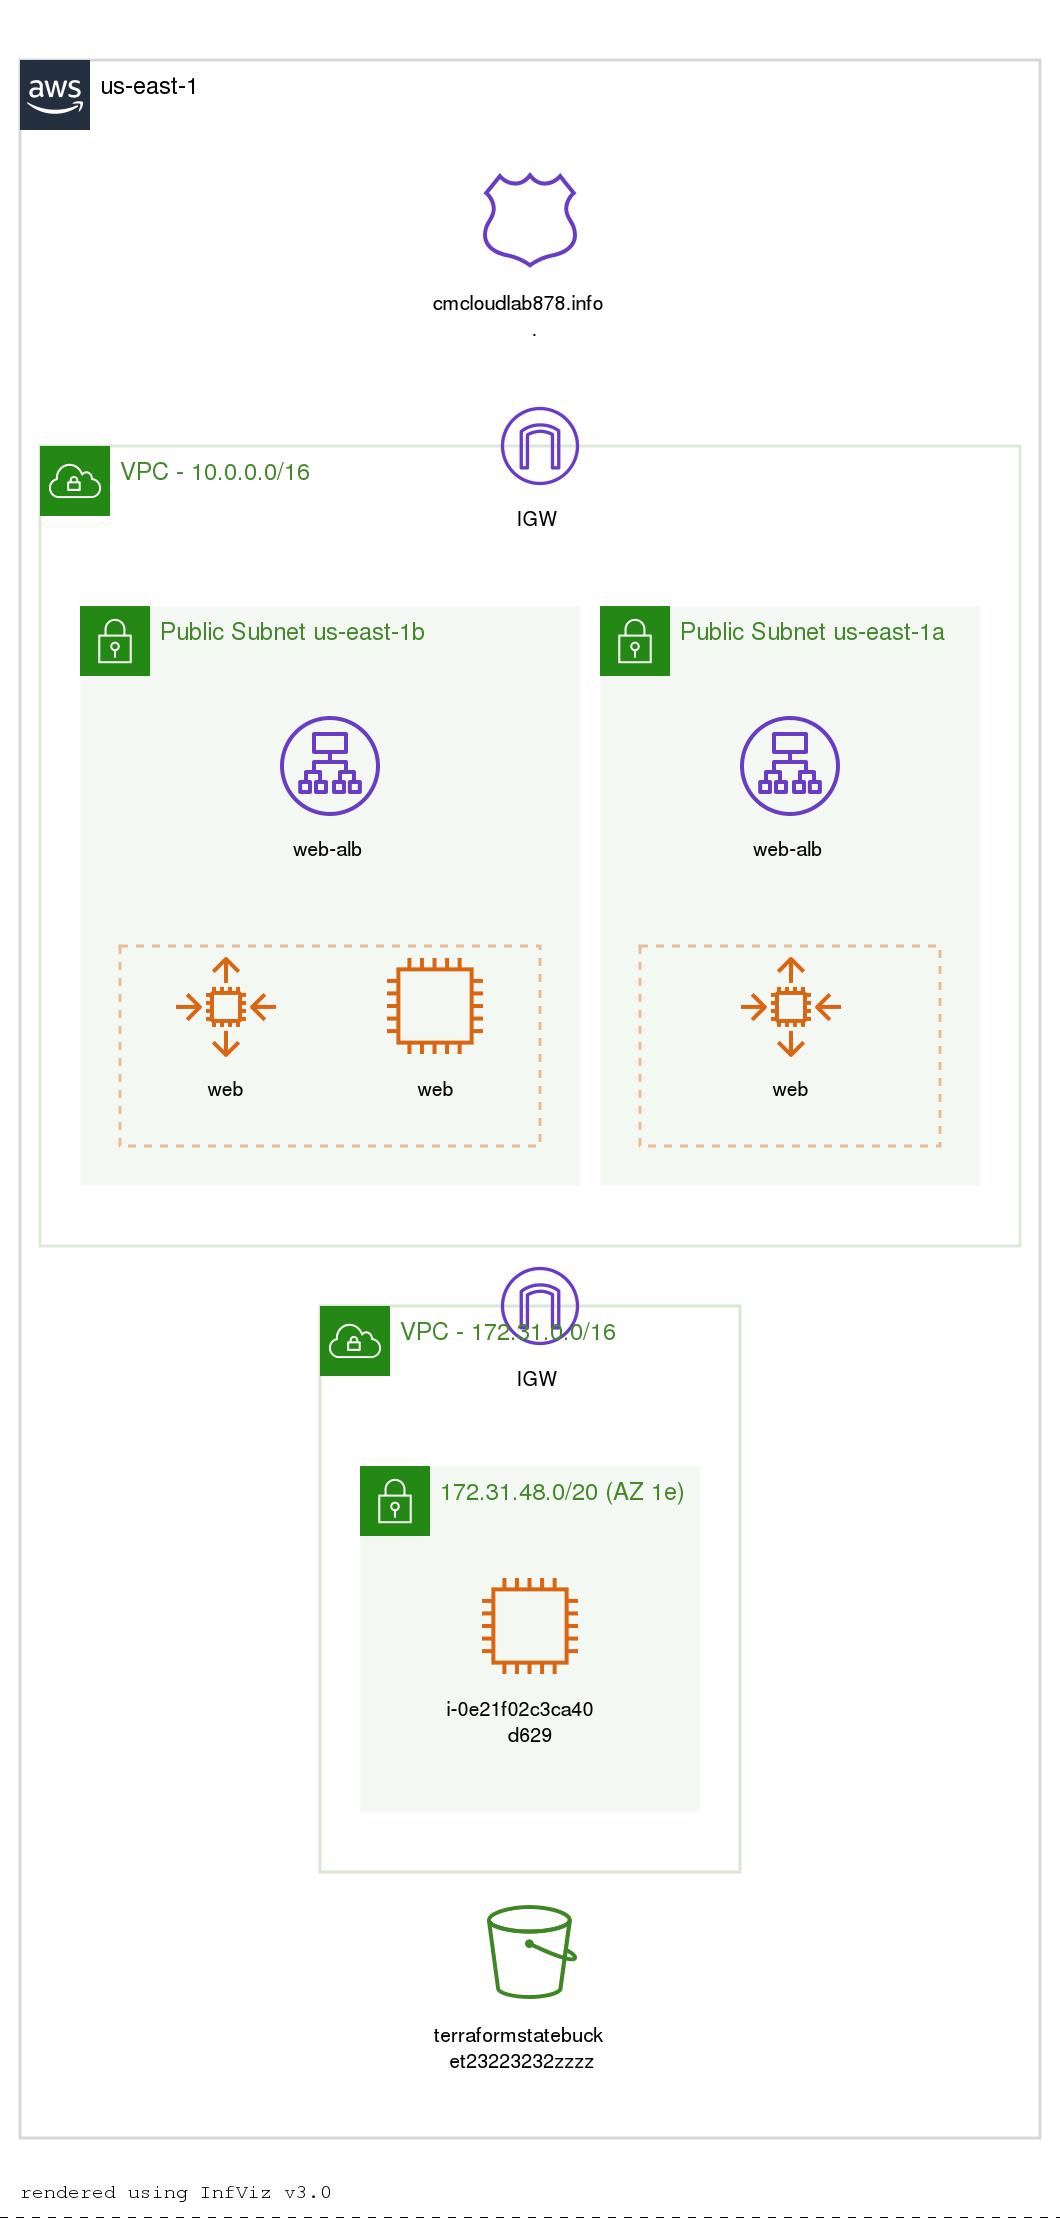 aws
us-east-1
cmcloudlab878.info
.
VPC - 10.0.0.0/16
IGW
Public Subnet us-east-1b
Public Subnet us-east-1a
web-alb
web-alb
web
web
web
VPC - 172.31.0.0/16
IGW
172.31.48.0/20 (AZ 1e)
i-0e21f02c3ca40
d629
terraformstatebuck
et23223232zzzz
rendered using InfViz v3.0